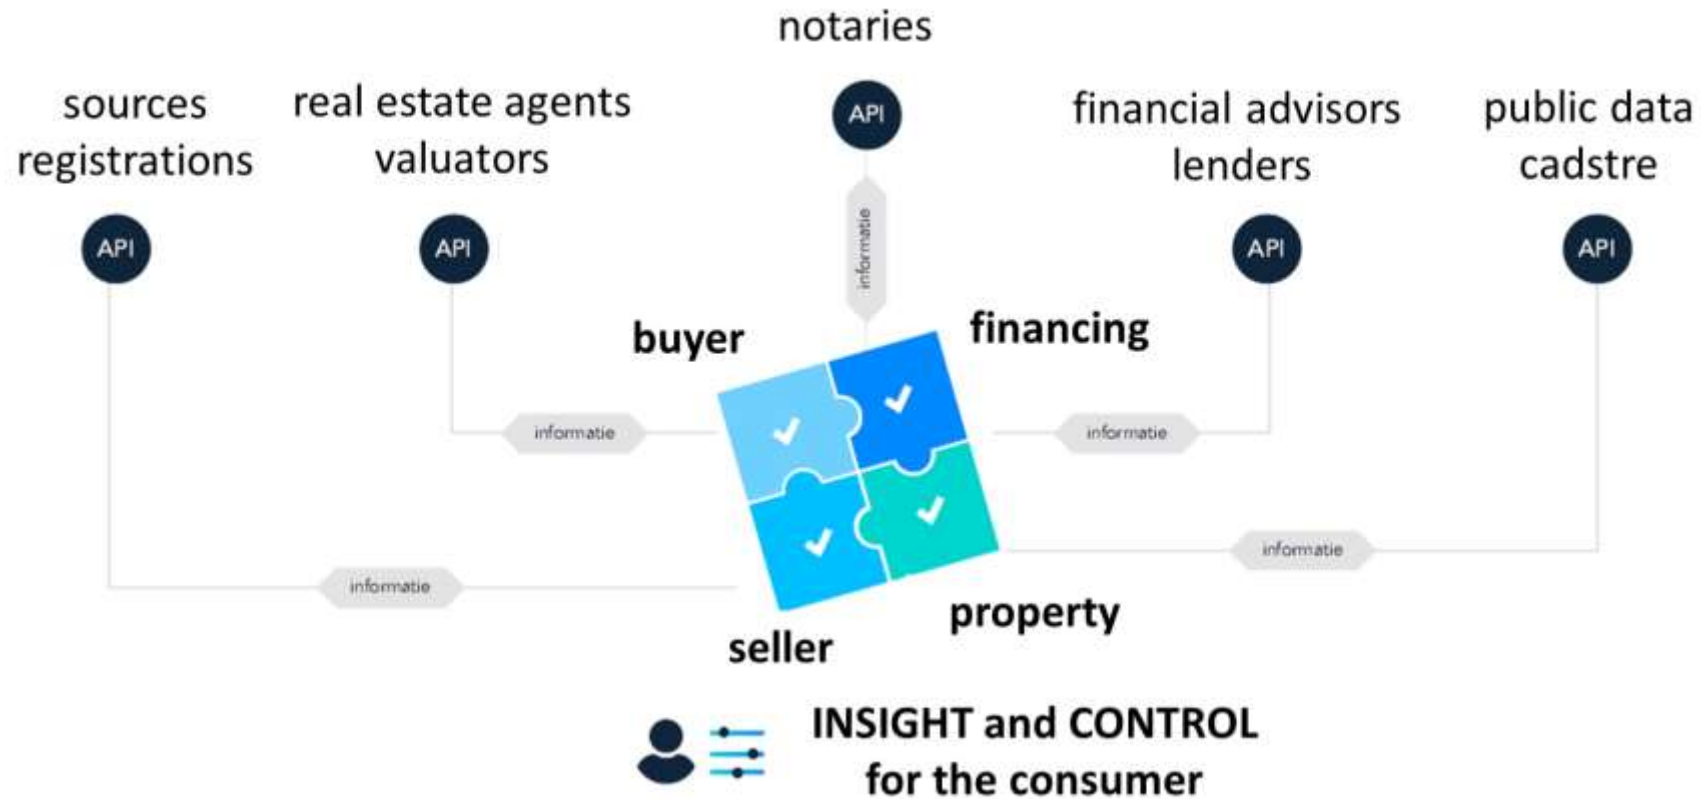 notaries
sources
registrations
real estate agents
valuators
API
financial advisors
lenders
public data
cadstre
API
API
API
API
informatie
buyer
financing
informatie
informatie
informatie
informatie
seller
property
INSIGHT and CONTROL
for the consumer